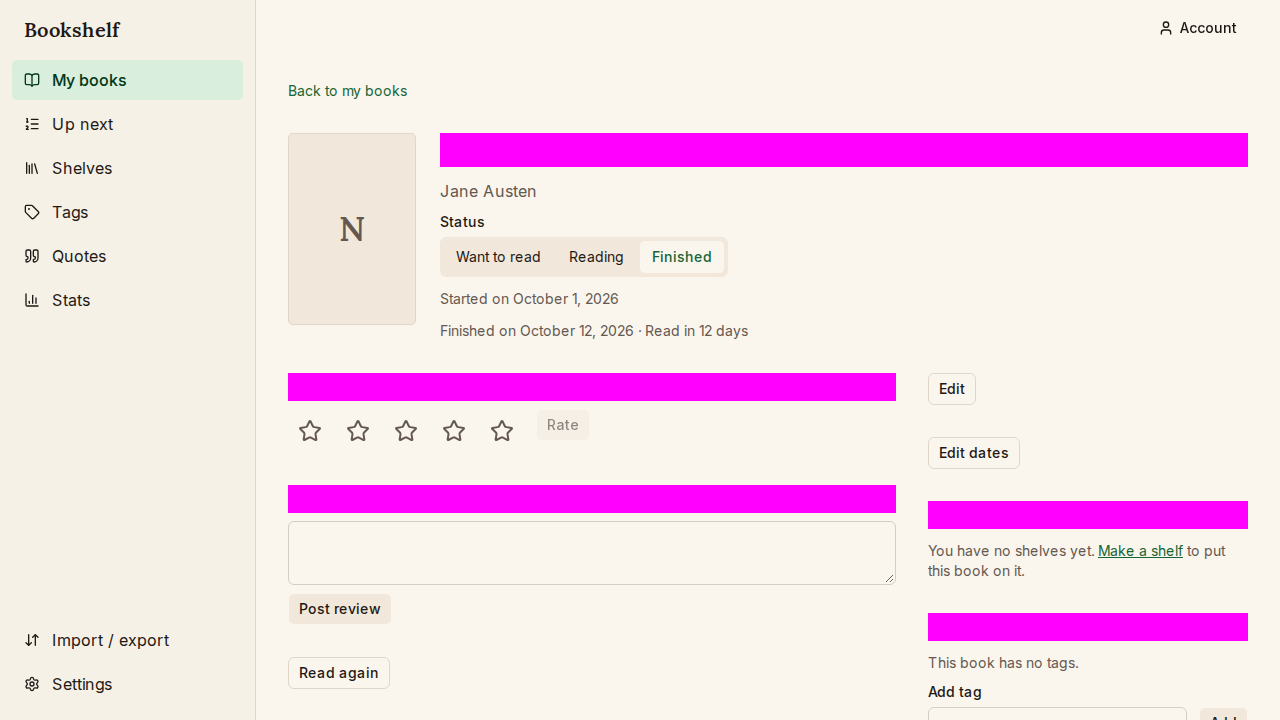 Bookshelf
My books
Up next
Shelves
Tags
Quotes
Stats
Import / export
Settings
Account
Back to my books
N
Jane Austen
Status
Want to read
Reading
Finished
Started on October 1, 2026
Finished on October 12, 2026 · Read in 12 days
Rate
Post review
Read again
Edit
Edit dates
You have no shelves yet. Make a shelf to put
this book on it.
This book has no tags.
Add tag
Add